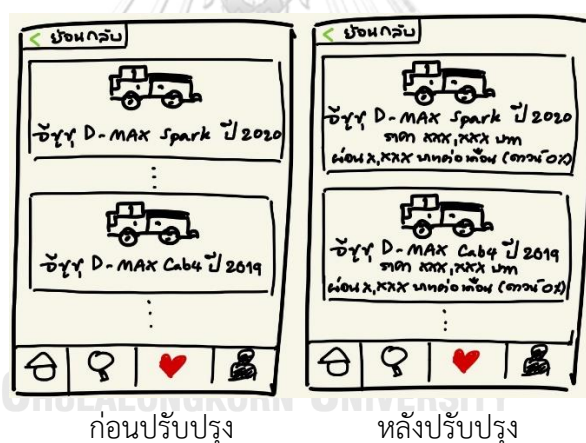 < ย้อนกลับ
อีซูซุ D-MAX Spark ปี 2020
อีซูซุ D-MAX Cab4 ปี 2019
< ย้อนกลับ
อีซูซุ D-MAX Spark ปี 2020
ราคา xxx,xxx บาท
ผ่อน x,xxx บาทต่อเดือน (ดาวน์ 0%)
อีซูซุ D-MAX Cab4 ปี 2019
ราคา xxx,xxx บาท
ผ่อน x,xxx บาทต่อเดือน (ดาวน์ 0%)
CHULALONGKORN UNIVERSITY
ก่อนปรับปรุง
หลังปรับปรุง